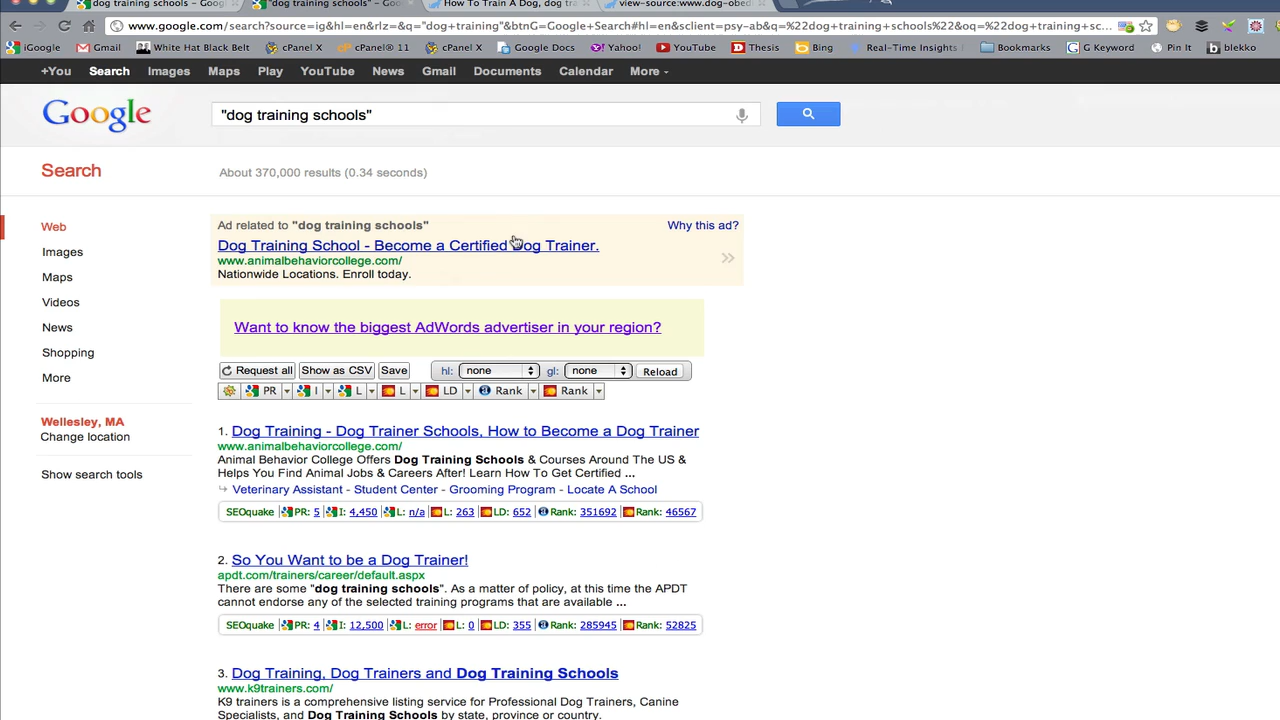 dog training schools - Googl
"dog training schools" - Goo
How To Train A Dog, dog tra
view-source:www.dog-obed
www.google.com/search?source=ig&hl=en&rlz=&q="dog+training"&btnG=Google+Search#hl=en&sclient=psy-ab&q=%22dog+training+schools%22&oq=%22dog+training+sc...
iGoogle Gmail White Hat Black Belt cPanel X cPanel® 11 cPanel X Google Docs Yahoo! YouTube Thesis Bing Real-Time Insights Bookmarks G Keyword Pin It blekko
+You Search Images Maps Play YouTube News Gmail Documents Calendar More
Google
"dog training schools"
Search
About 370,000 results (0.34 seconds)
Web
Images
Maps
Videos
News
Shopping
More
Wellesley, MA
Change location
Show search tools
Ad related to "dog training schools" Why this ad?
Dog Training School - Become a Certified Dog Trainer.
www.animalbehaviorcollege.com/
Nationwide Locations. Enroll today.
Want to know the biggest AdWords advertiser in your region?
Request all Show as CSV Save hl: none gl: none Reload
PR I L L LD Rank Rank
1. Dog Training - Dog Trainer Schools, How to Become a Dog Trainer
www.animalbehaviorcollege.com/
Animal Behavior College Offers Dog Training Schools & Courses Around The US &
Helps You Find Animal Jobs & Careers After! Learn How To Get Certified ...
Veterinary Assistant - Student Center - Grooming Program - Locate A School
SEOquake PR: 5 I: 4,450 L: n/a L: 263 LD: 652 Rank: 351692 Rank: 46567
2. So You Want to be a Dog Trainer!
apdt.com/trainers/career/default.aspx
There are some "dog training schools". As a matter of policy, at this time the APDT
cannot endorse any of the selected training programs that are available ...
SEOquake PR: 4 I: 12,500 L: error L: 0 LD: 355 Rank: 285945 Rank: 52825
3. Dog Training, Dog Trainers and Dog Training Schools
www.k9trainers.com/
K9 trainers is a comprehensive listing service for Professional Dog Trainers, Canine
Specialists, and Dog Training Schools by state, province or country.